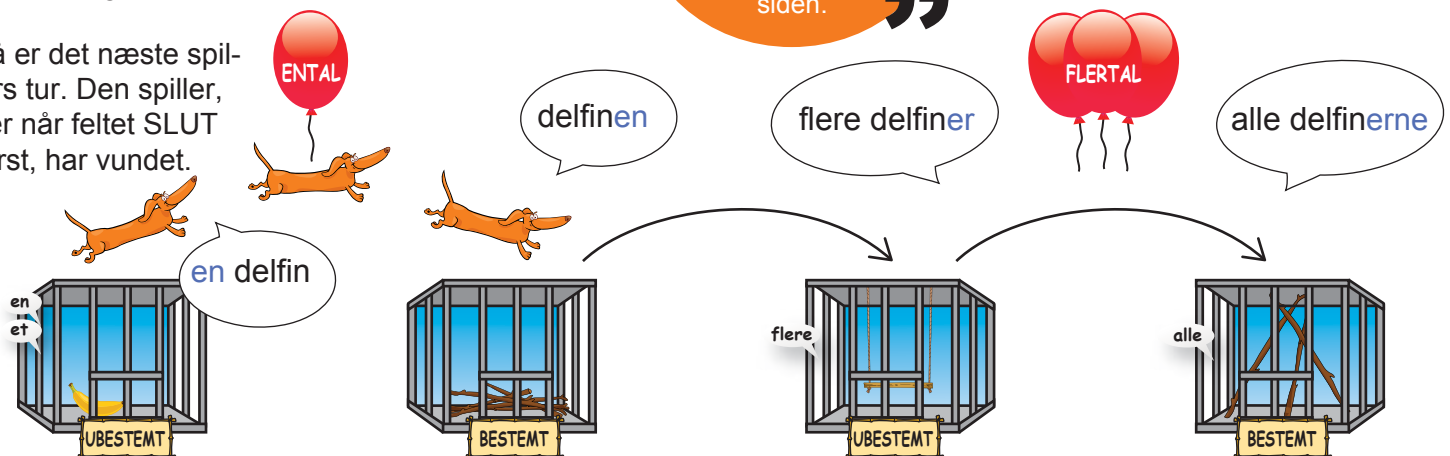 siden.
”
å er det næste spil-
rs tur. Den spiller,
er når feltet SLUT
rst, har vundet.
ENTAL
FLERTAL
en delfin
delfinen
flere delfiner
alle delfinerne
en
et
flere
alle
UBESTEMT
BESTEMT
UBESTEMT
BESTEMT